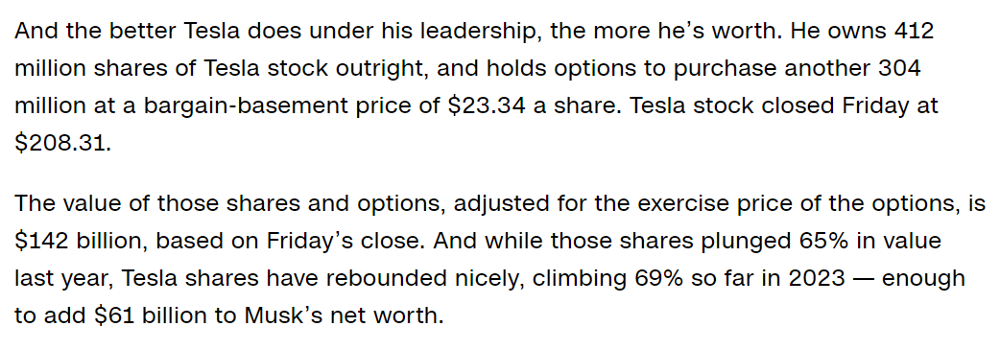 And the better Tesla does under his leadership, the more he’s worth. He owns 412
million shares of Tesla stock outright, and holds options to purchase another 304
million at a bargain-basement price of $23.34 a share. Tesla stock closed Friday at
$208.31.
The value of those shares and options, adjusted for the exercise price of the options, is
$142 billion, based on Friday’s close. And while those shares plunged 65% in value
last year, Tesla shares have rebounded nicely, climbing 69% so far in 2023 — enough
to add $61 billion to Musk’s net worth.